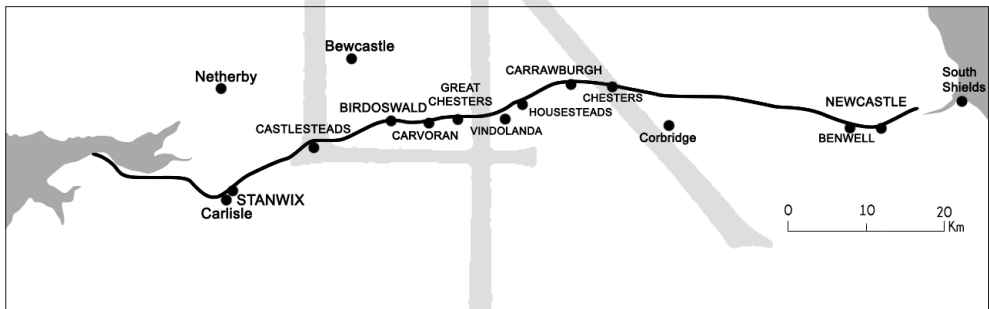 Bewcastle
Netherby
CARRAWBURGH
South
Shields
GREAT
CHESTERS
CHESTERS
BIRDOSWALD
HOUSESTEADS
NEWCASTLE
CASTLESTEADS
CARVORAN
VINDOLANDA
Corbridge
BENWELL
STANWIX
Carlisle
0 10 20
Km